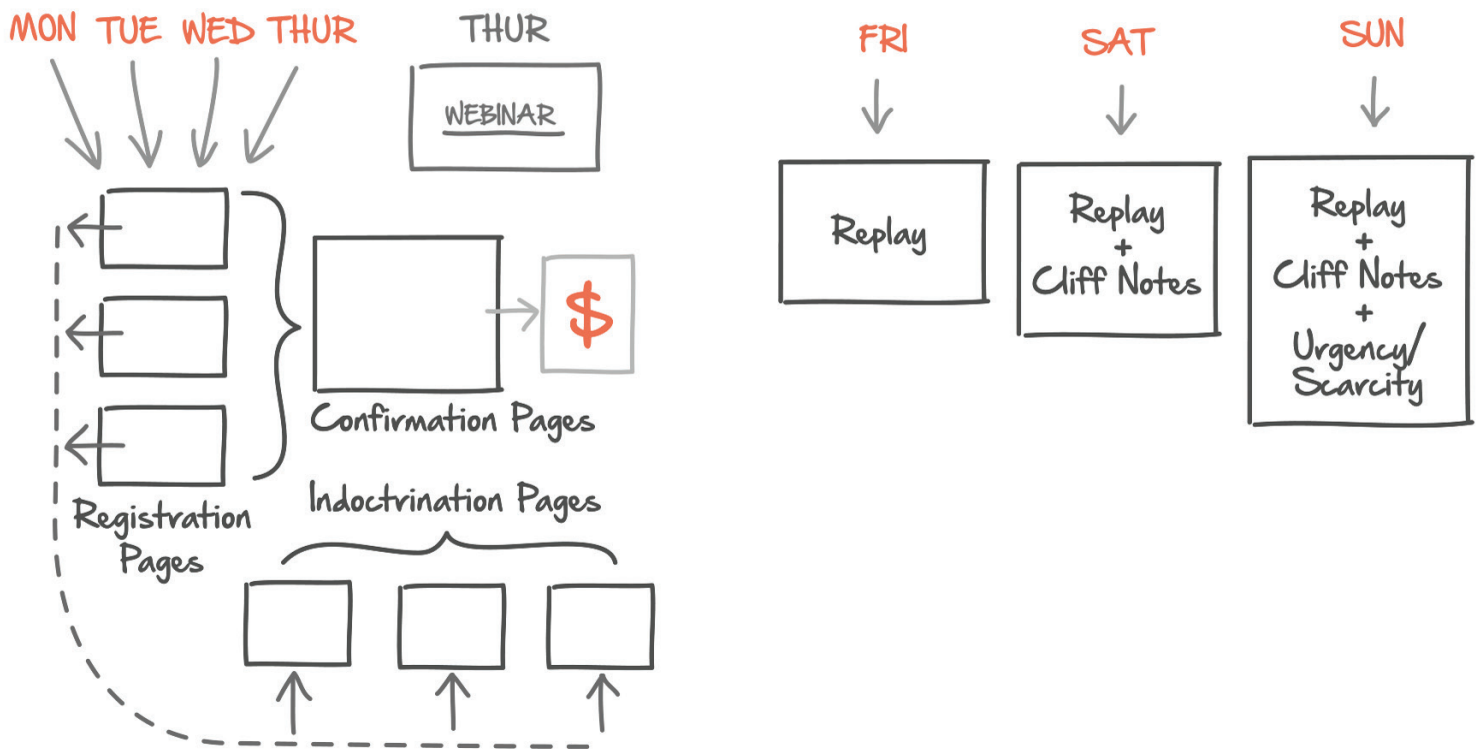 MON TUE WED THUR
THUR
WEBINAR
$
Confirmation Pages
Registration
Pages
Indoctrination Pages
FRI
SAT
SUN
Replay
Replay
+
Cliff Notes
Replay
+
Cliff Notes
+
Urgency/
Scarcity